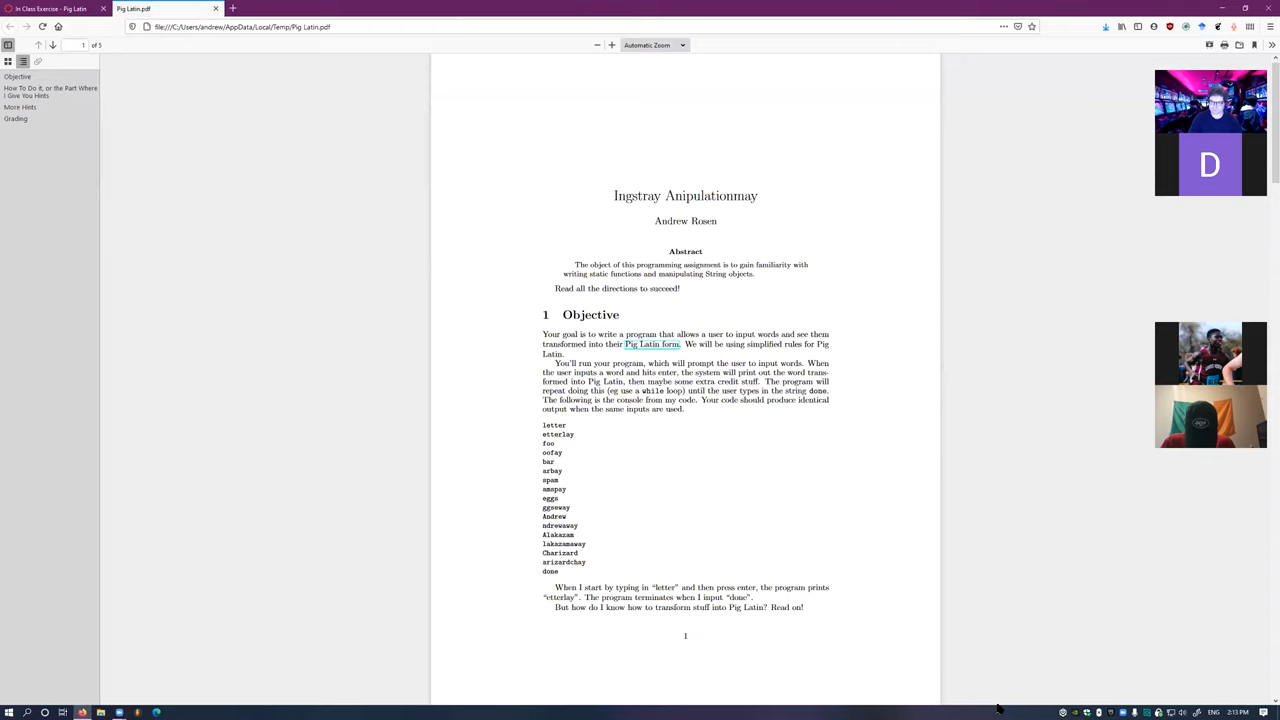 In Class Exercise - Pig Latin
Pig Latin.pdf
file:///C:/Users/andrew/AppData/Local/Temp/Pig Latin.pdf
1 of 5
Automatic Zoom
Objective
How To Do it, or the Part Where
I Give You Hints
More Hints
Grading
Ingstray Anipulationmay
Andrew Rosen
Abstract
The object of this programming assignment is to gain familiarity with
writing static functions and manipulating String objects.
Read all the directions to succeed!
1 Objective
Your goal is to write a program that allows a user to input words and see them
transformed into their Pig Latin form. We will be using simplified rules for Pig
Latin.
You'll run your program, which will prompt the user to input words. When
the user inputs a word and hits enter, the system will print out the word trans-
formed into Pig Latin, then maybe some extra credit stuff. The program will
repeat doing this (eg use a while loop) until the user types in the string done.
The following is the console from my code. Your code should produce identical
output when the same inputs are used.
letter
etterlay
foo
oofay
bar
arbay
spam
amspay
eggs
ggseway
Andrew
ndrewaway
Alakazam
lakazamaway
Charizard
arizardchay
done
When I start by typing in “letter” and then press enter, the program prints
“etterlay”. The program terminates when I input “done”.
But how do I know how to transform stuff into Pig Latin? Read on!
1
D
ENG
2:13 PM